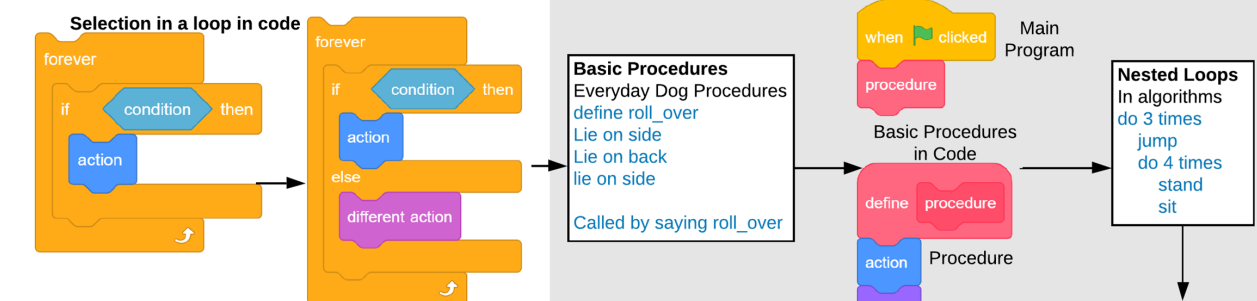 Selection in a loop in code
forever
if condition then
action
forever
if condition then
action
else
different action
Basic Procedures
Everyday Dog Procedures
define roll_over
Lie on side
Lie on back
lie on side
Called by saying roll_over
when clicked
procedure
Main
Program
Basic Procedures
in Code
define procedure
action
Procedure
Nested Loops
In algorithms
do 3 times
jump
do 4 times
stand
sit